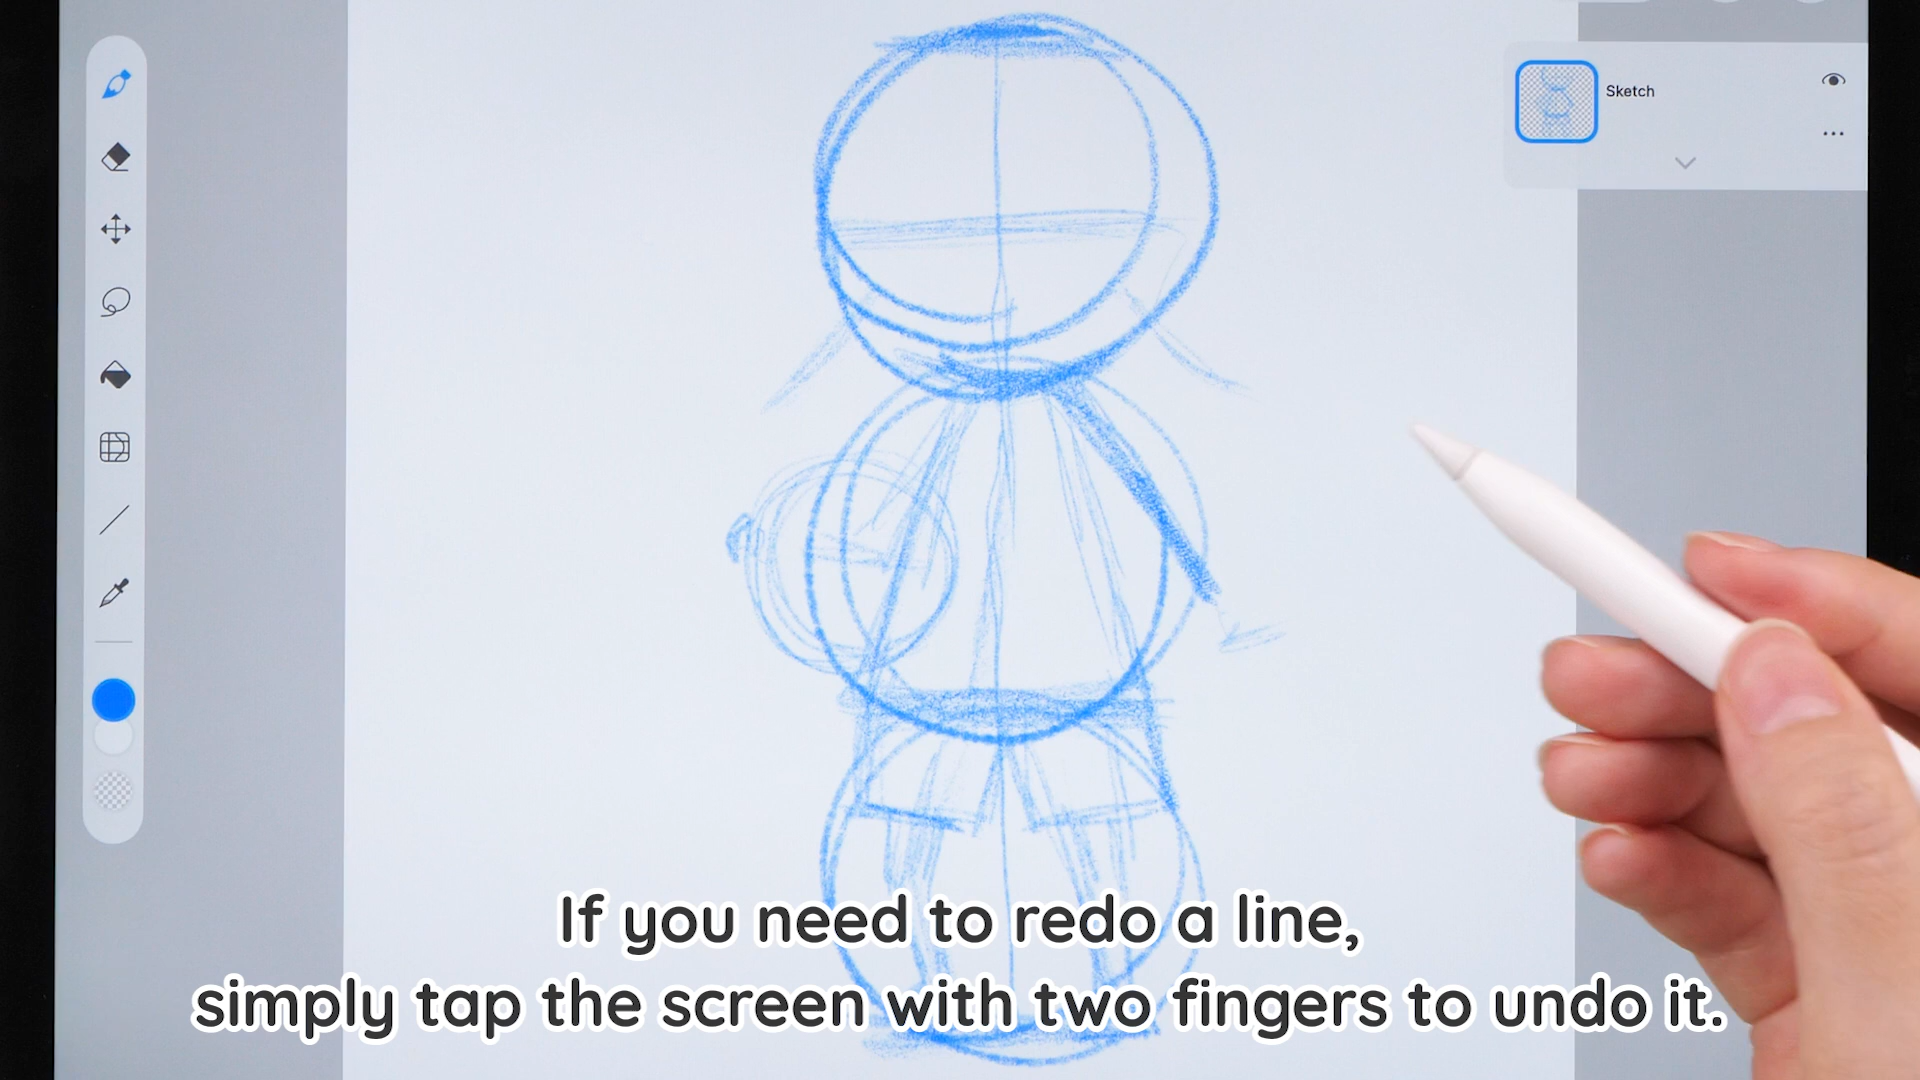 Sketch
If you need to redo a line,
simply tap the screen with two fingers to undo it.